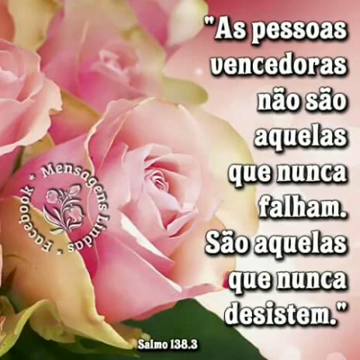 "As pessoas
vencedoras
não são
aquelas
que nunca
falham.
São aquelas
que nunca
desistem."
Facebook * Mensagens Lindas *
Salmo 138.3